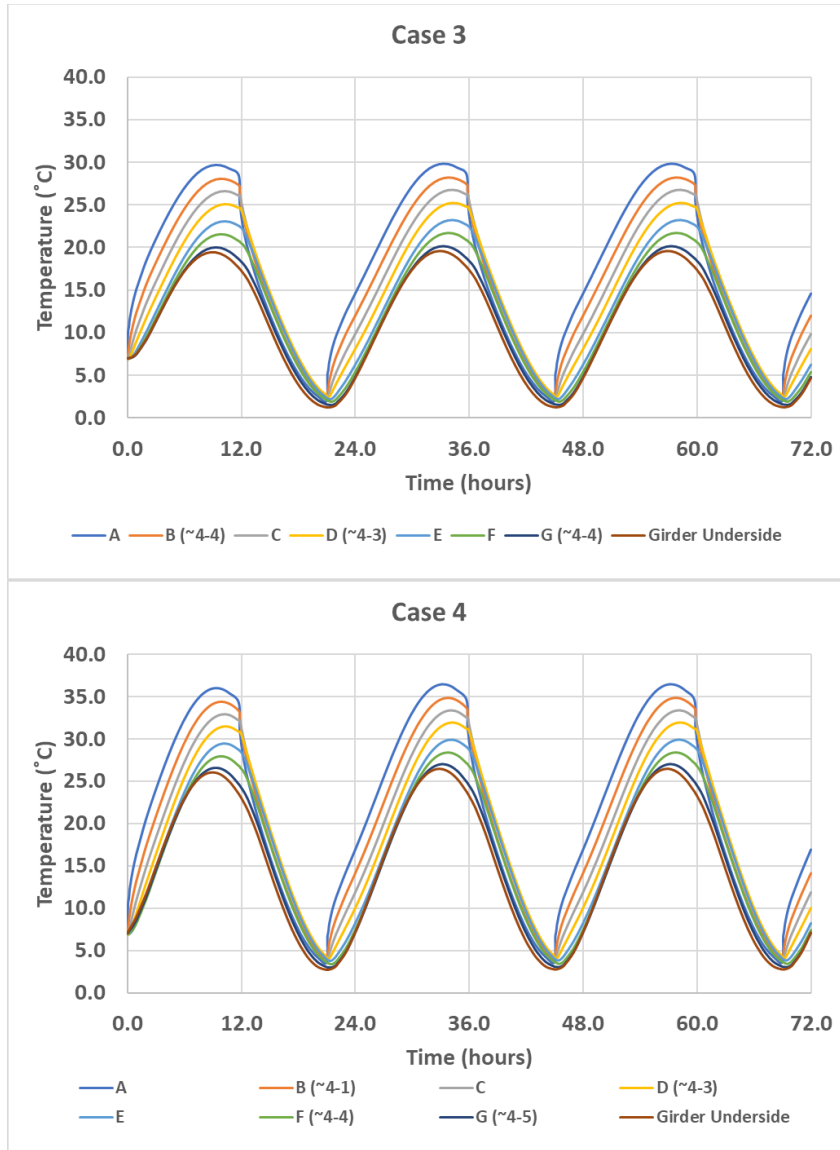 Case 3
40.0
35.0
30.0
25.0
20.0
15.0
10.0
5.0
0.0
Temperature (˚C)
0.0 12.0 24.0 36.0 48.0 60.0 72.0
Time (hours)
A B (~4-4) C D (~4-3) E F G (~4-4) Girder Underside
Case 4
40.0
35.0
30.0
25.0
20.0
15.0
10.0
5.0
0.0
Temperature (˚C)
0.0 12.0 24.0 36.0 48.0 60.0 72.0
Time (hours)
A B (~4-1) C D (~4-3)
E F (~4-4) G (~4-5) Girder Underside